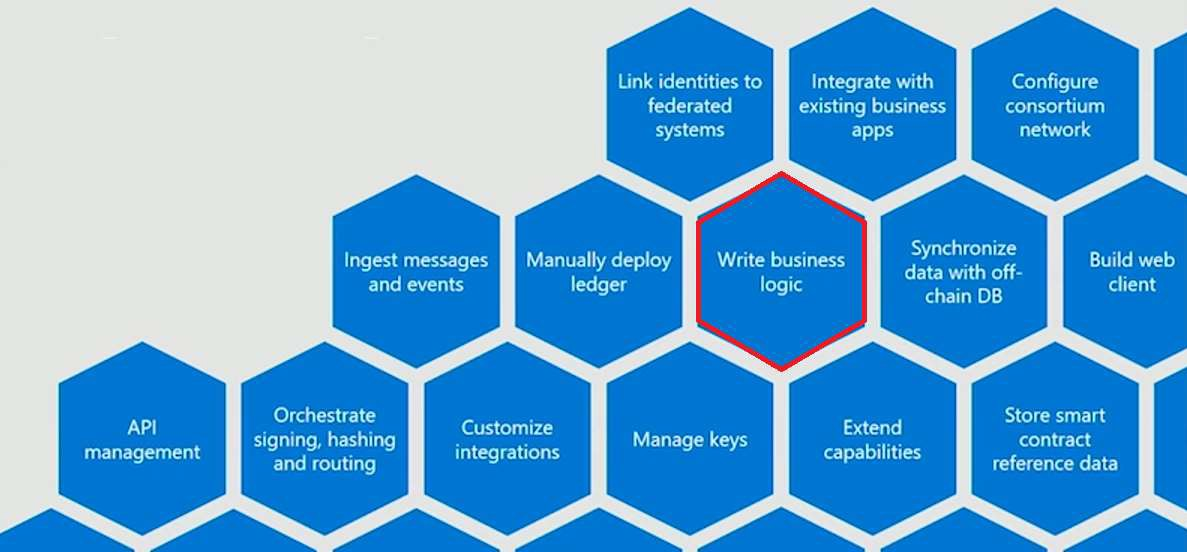 Link identities to
federated
systems
Integrate with
existing business
apps
Configure
consortium
network
Ingest messages
and events
Manually deploy
ledger
Write business
logic
Synchronize
data with off-
chain DB
Build web
client
API
management
Orchestrate
signing, hashing
and routing
Customize
integrations
Manage keys
Extend
capabilities
Store smart
contract
reference data